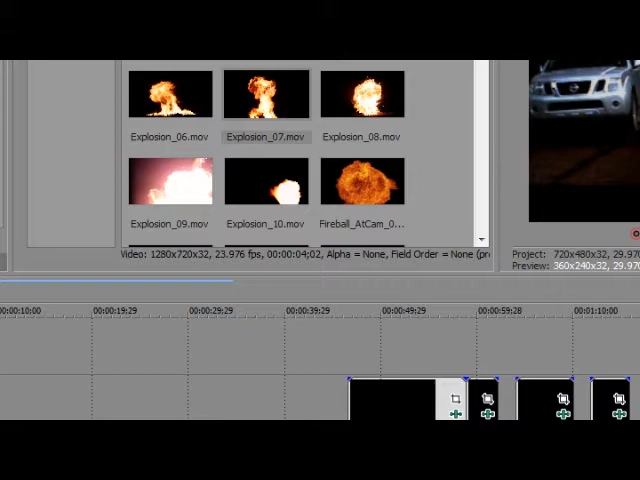 Explosion_06.mov Explosion_07.mov Explosion_08.mov
Explosion_09.mov Explosion_10.mov Fireball_AtCam_0...
Video: 1280x720x32, 23.976 fps, 00:00:04;02, Alpha = None, Field Order = None (pr
Project: 720x480x32, 29.970
Preview: 360x240x32, 29.970
00:00:10;00 00:00:19;29 00:00:29;29 00:00:39;29 00:00:49;29 00:00:59;28 00:01:10;00